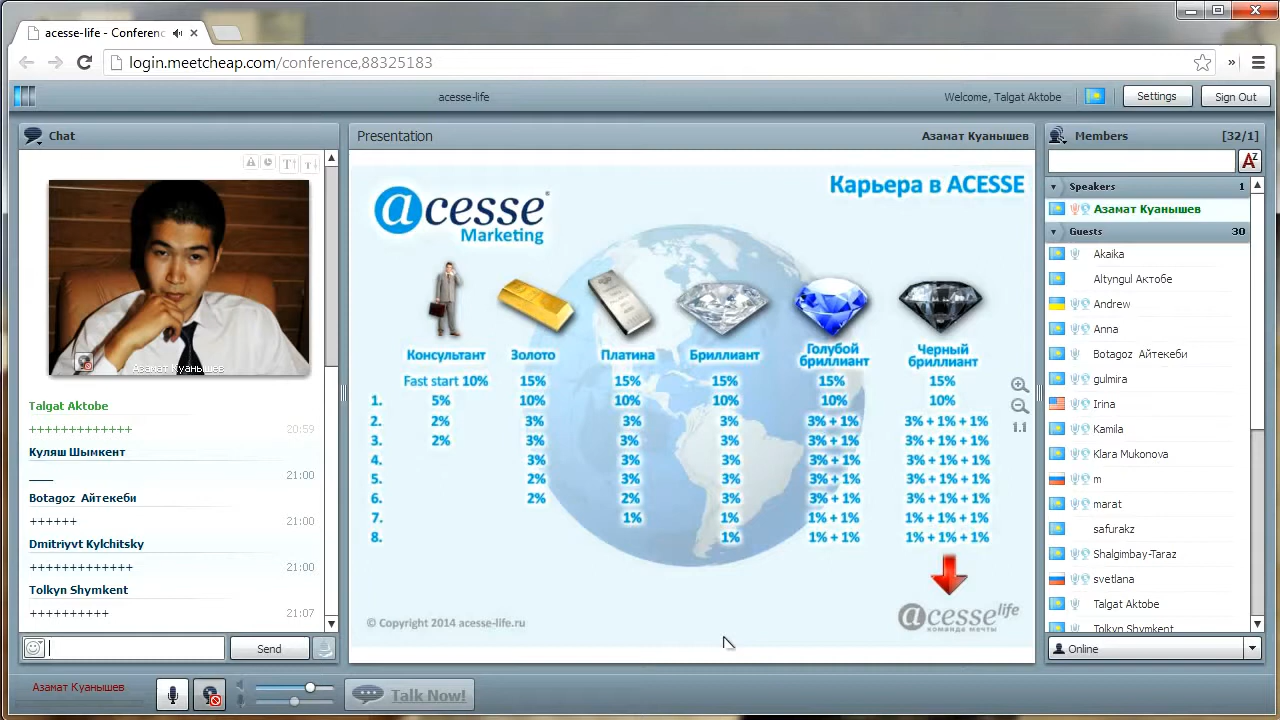 acesse-life - Conferenc
login.meetcheap.com/conference,88325183
acesse-life
Welcome, Talgat Aktobe
Settings
Sign Out
Chat
Азамат Куанышев
Talgat Aktobe
+++++++++++++ 20:59
Куляш Шымкент
___ 21:00
Botagoz Айтекеби
++++++ 21:00
Dmitriyvt Kylchitsky
+++++++++++++ 21:00
Tolkyn Shymkent
++++++++++ 21:07
Send
Presentation
Азамат Куанышев
@cesse®
Marketing
Карьера в ACESSE
Консультант Золото Платина Бриллиант Голубой бриллиант Черный бриллиант
Fast start 10% 15% 15% 15% 15% 15%
1. 5% 10% 10% 10% 10% 10%
2. 2% 3% 3% 3% 3% + 1% 3% + 1% + 1%
3. 2% 3% 3% 3% 3% + 1% 3% + 1% + 1%
4. 3% 3% 3% 3% + 1% 3% + 1% + 1%
5. 2% 3% 3% 3% + 1% 3% + 1% + 1%
6. 2% 2% 3% 3% + 1% 3% + 1% + 1%
7. 1% 1% 1% + 1% 1% + 1% + 1%
8. 1% 1% + 1% 1% + 1% + 1%
1.1
© Copyright 2014 acesse-life.ru
@cesse life
команда мечты
Members [32/1]
AZ
Speakers 1
Азамат Куанышев
Guests 30
Akaika
Altyngul Актобе
Andrew
Anna
Botagoz Айтекеби
gulmira
Irina
Kamila
Klara Mukonova
m
marat
safurakz
Shalgimbay-Taraz
svetlana
Talgat Aktobe
Tolkyn Shymkent
Online
Азамат Куанышев
Talk Now!